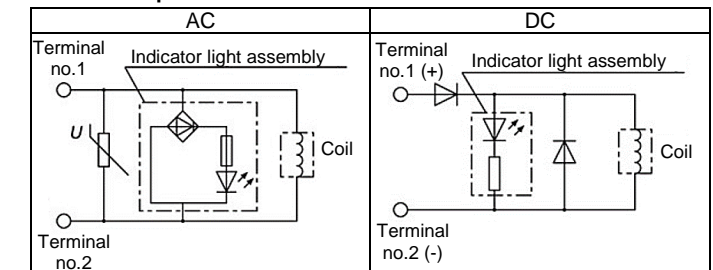 AC
DC
Terminal
no.1
Indicator light assembly
U
Coil
Terminal
no.2
Terminal
no.1 (+)
Indicator light assembly
Coil
Terminal
no.2 (-)